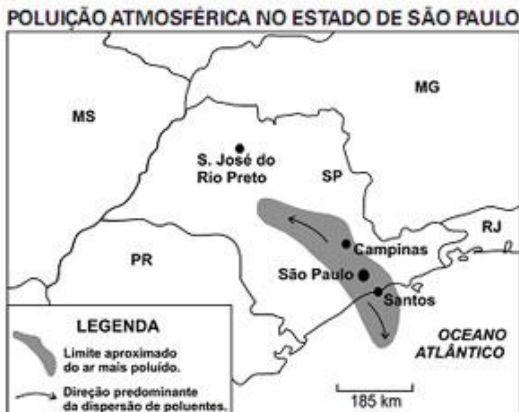 POLUIÇÃO ATMOSFÉRICA NO ESTADO DE SÃO PAULO
MS
MG
S. José do
Rio Preto
SP
RJ
Campinas
PR
São Paulo
Santos
LEGENDA
Limite aproximado
do ar mais poluído.
Direção predominante
da dispersão de poluentes.
OCEANO
ATLÂNTICO
185 km